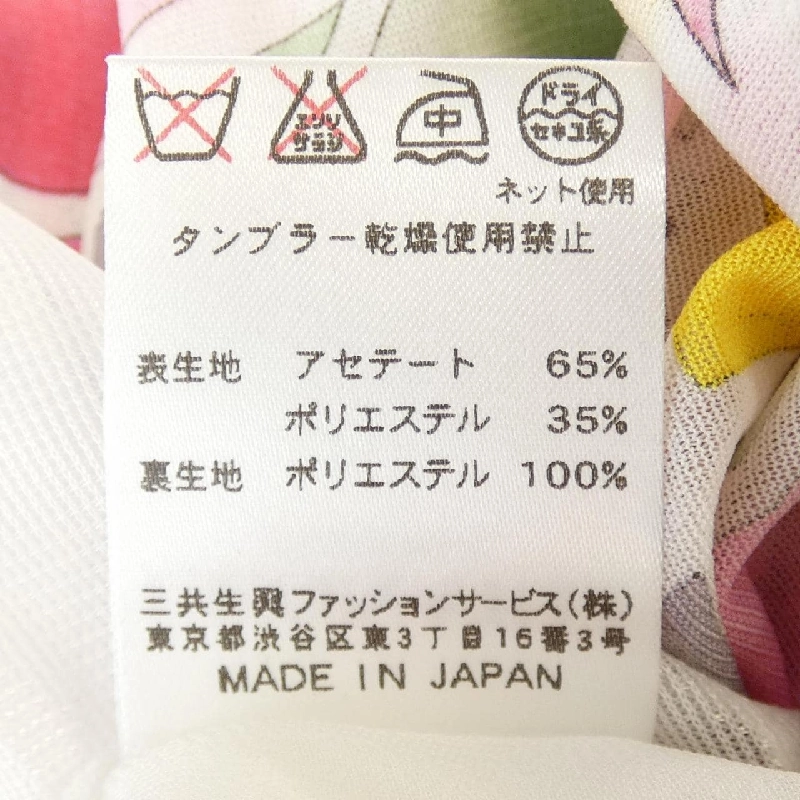 エンソ
サラシ
中
ドライ
セキユ系
ネット使用
タンブラー乾燥使用禁止
表生地 アセテート 65%
ポリエステル 35%
裏生地 ポリエステル 100%
三共生興ファッションサービス(株)
東京都渋谷区東3丁目16番3号
MADE IN JAPAN